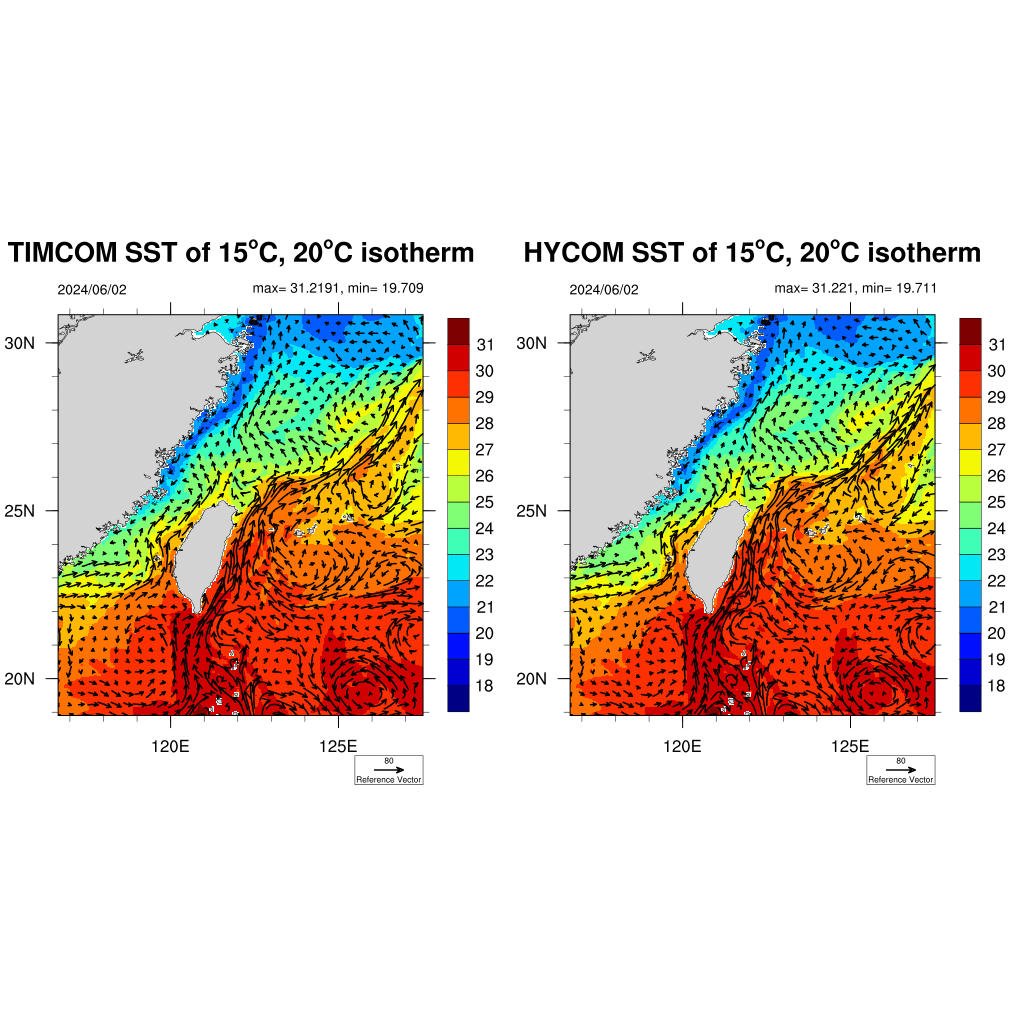 TIMCOM SST of 15°C, 20°C isotherm
2024/06/02
max= 31.2191, min= 19.709
30N
25N
20N
120E
125E
31
30
29
28
27
26
25
24
23
22
21
20
19
18
80
Reference Vector
HYCOM SST of 15°C, 20°C isotherm
2024/06/02
max= 31.221, min= 19.711
30N
25N
20N
120E
125E
31
30
29
28
27
26
25
24
23
22
21
20
19
18
80
Reference Vector